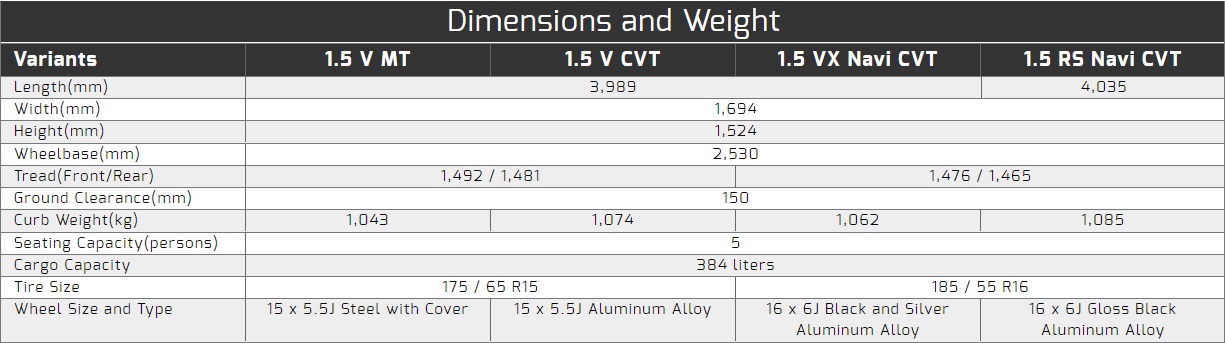 Dimensions and Weight
Variants 1.5 V MT 1.5 V CVT 1.5 VX Navi CVT 1.5 RS Navi CVT
Length(mm) 3,989 4,035
Width(mm) 1,694
Height(mm) 1,524
Wheelbase(mm) 2,530
Tread(Front/Rear) 1,492 / 1,481 1,476 / 1,465
Ground Clearance(mm) 150
Curb Weight(kg) 1,043 1,074 1,062 1,085
Seating Capacity(persons) 5
Cargo Capacity 384 liters
Tire Size 175 / 65 R15 185 / 55 R16
Wheel Size and Type 15 x 5.5J Steel with Cover 15 x 5.5J Aluminum Alloy 16 x 6J Black and Silver 16 x 6J Gloss Black
Aluminum Alloy Aluminum Alloy